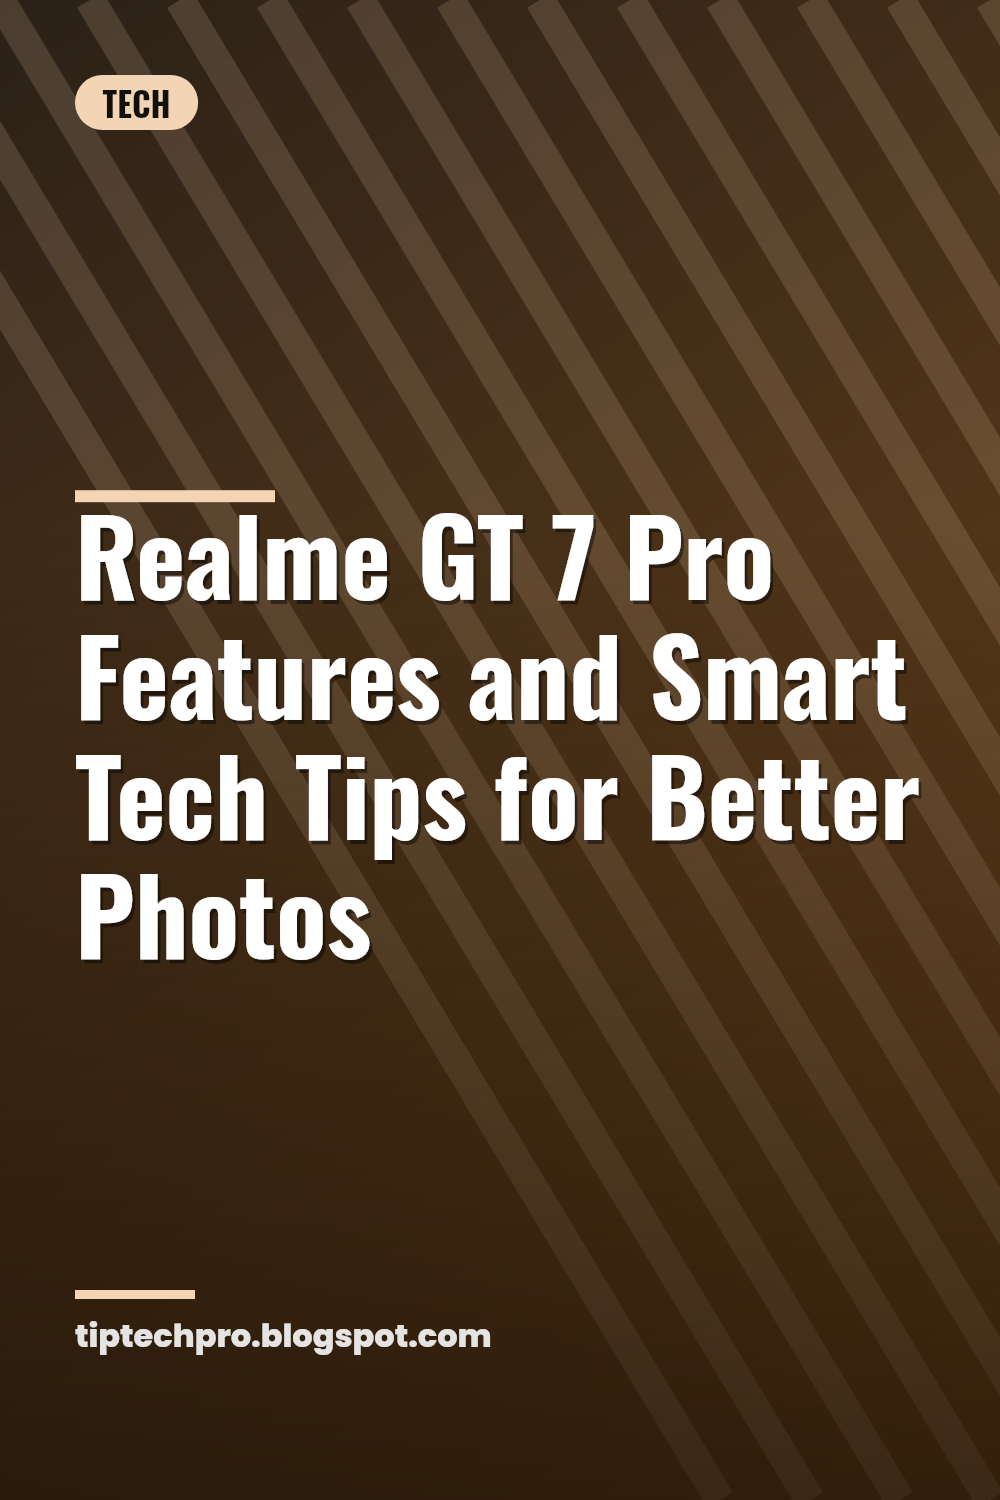 TECH
Realme GT 7 Pro
Features and Smart
Tech Tips for Better
Photos
tiptechpro.blogspot.com